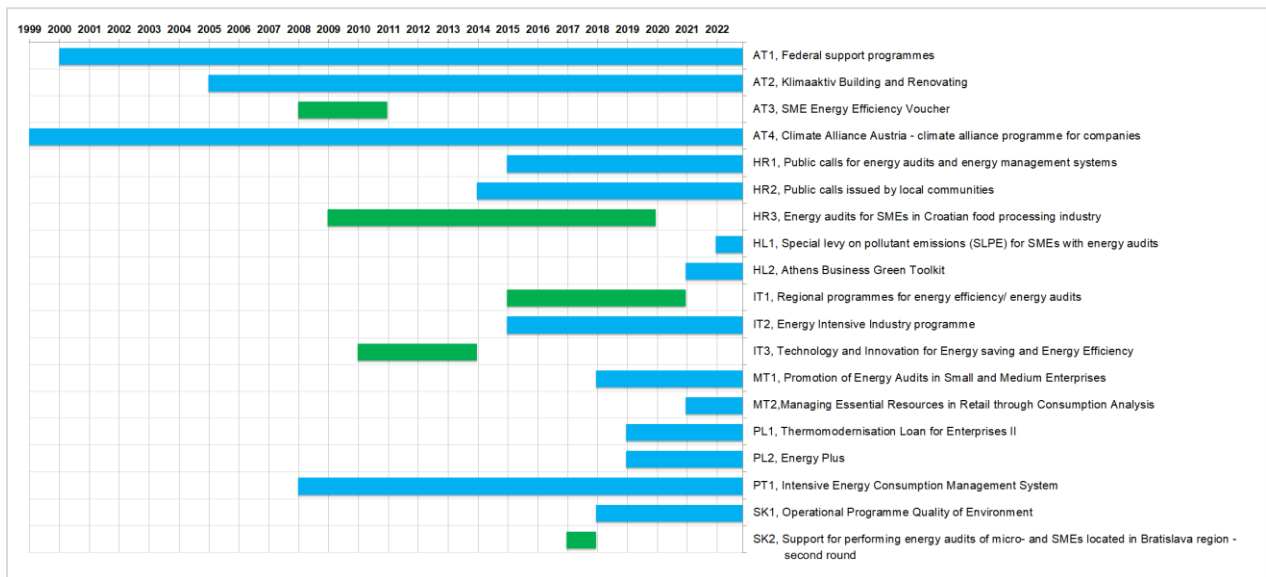 1999 2000 2001 2002 2003 2004 2005 2006 2007 2008 2009 2010 2011 2012 2013 2014 2015 2016 2017 2018 2019 2020 2021 2022
AT1, Federal support programmes
AT2, Klimaaktiv Building and Renovating
AT3, SME Energy Efficiency Voucher
AT4, Climate Alliance Austria - climate alliance programme for companies
HR1, Public calls for energy audits and energy management systems
HR2, Public calls issued by local communities
HR3, Energy audits for SMEs in Croatian food processing industry
HL1, Special levy on pollutant emissions (SLPE) for SMEs with energy audits
HL2, Athens Business Green Toolkit
IT1, Regional programmes for energy efficiency/ energy audits
IT2, Energy Intensive Industry programme
IT3, Technology and Innovation for Energy saving and Energy Efficiency
MT1, Promotion of Energy Audits in Small and Medium Enterprises
MT2,Managing Essential Resources in Retail through Consumption Analysis
PL1, Thermomodernisation Loan for Enterprises II
PL2, Energy Plus
PT1, Intensive Energy Consumption Management System
SK1, Operational Programme Quality of Environment
SK2, Support for performing energy audits of micro- and SMEs located in Bratislava region -
second round